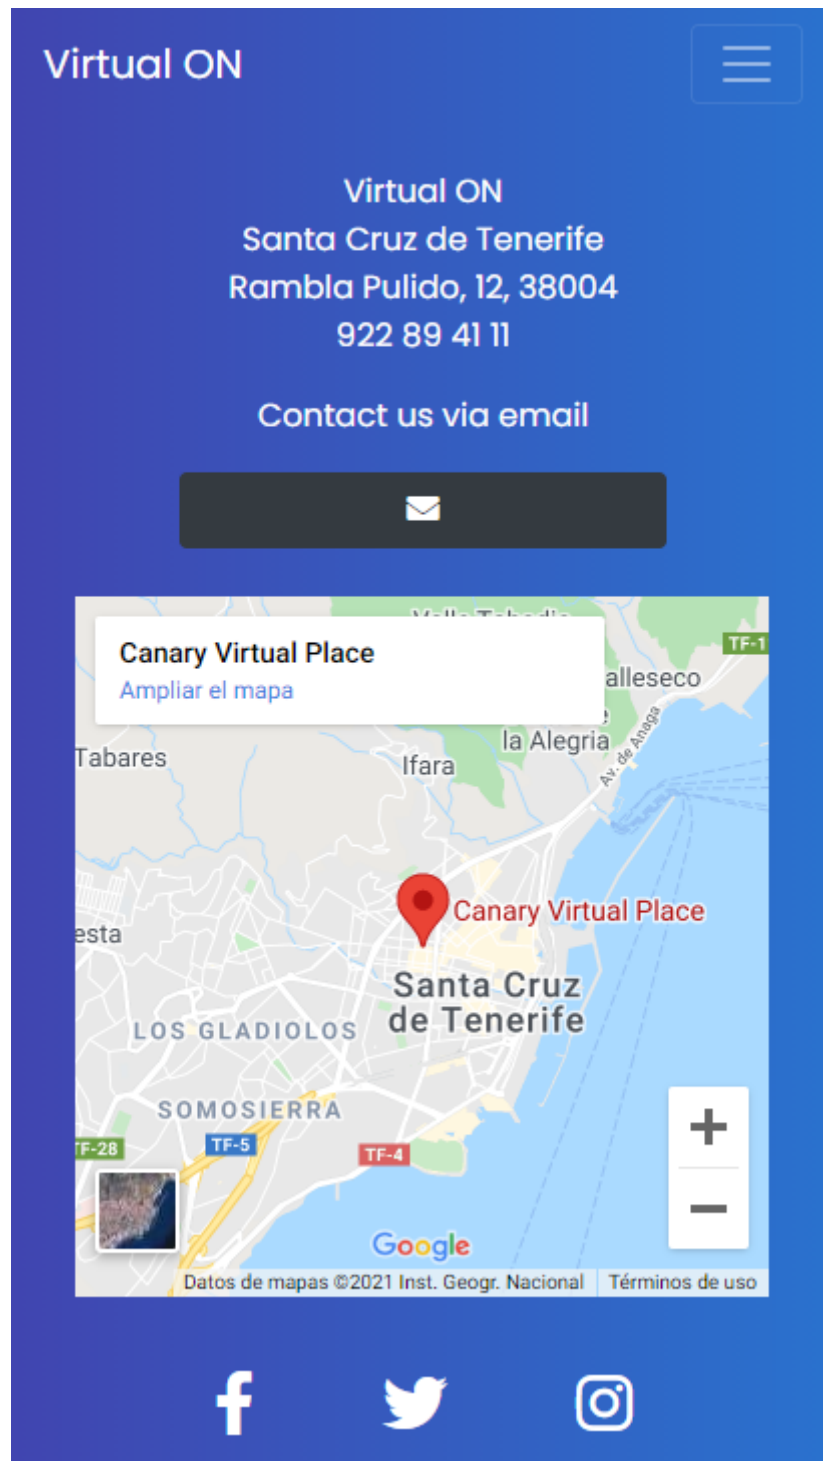 Virtual ON
Virtual ON
Santa Cruz de Tenerife
Rambla Pulido, 12, 38004
922 89 41 11
Contact us via email
Canary Virtual Place
Ampliar el mapa
TF-1
alleseco
la Alegria
Av. de Anaga
Tabares
Ifara
Canary Virtual Place
esta
Santa Cruz
de Tenerife
LOS GLADIOLOS
SOMOSIERRA
TF-28
TF-5
TF-4
Google
Datos de mapas ©2021 Inst. Geogr. Nacional
Términos de uso